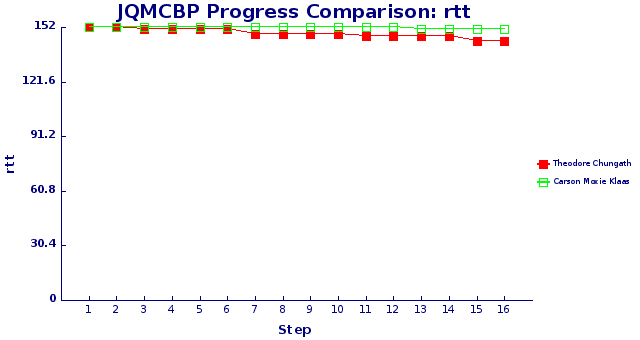 JQMCBP Progress Comparison: rtt
152
121.6
91.2
60.8
30.4
0
rtt
1 2 3 4 5 6 7 8 9 10 11 12 13 14 15 16
Step
Theodore Chungath
Carson Moxie Klaas